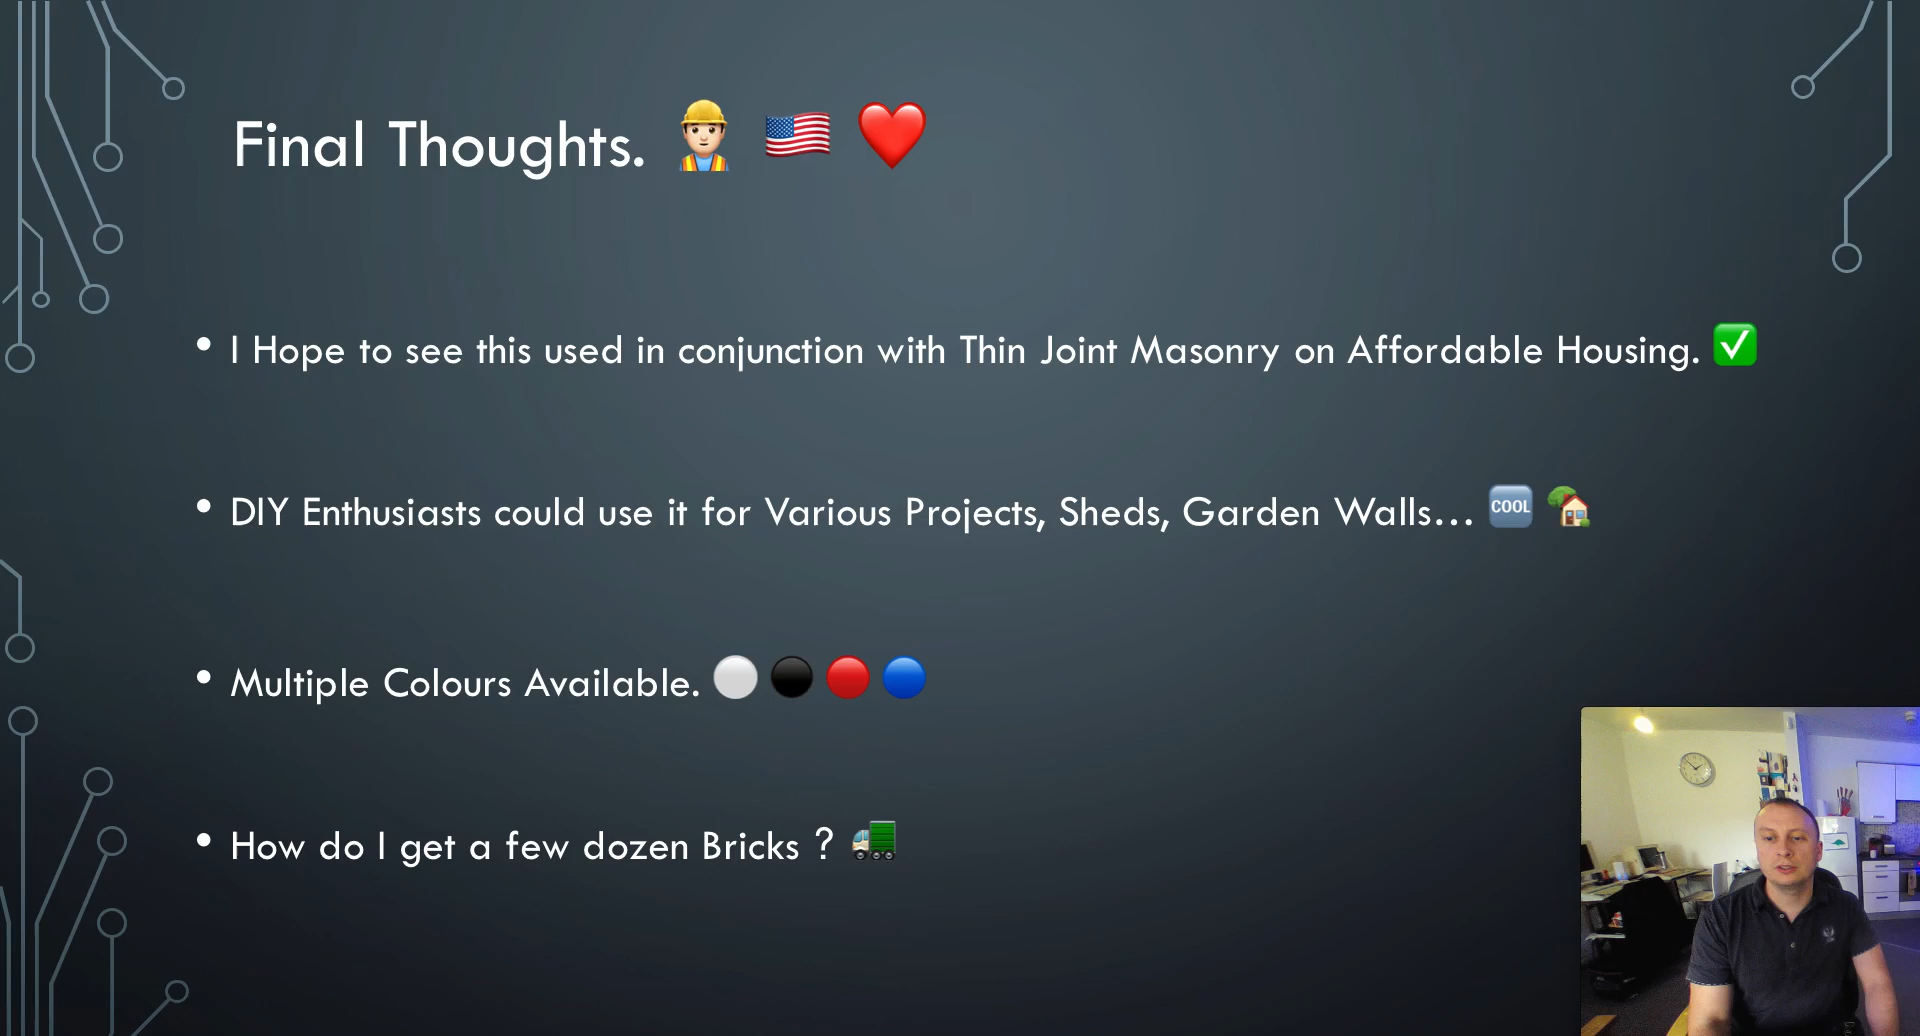 Final Thoughts. 👷🏻‍♂️ 🇺🇸 ❤️
• I Hope to see this used in conjunction with Thin Joint Masonry on Affordable Housing. ✅
• DIY Enthusiasts could use it for Various Projects, Sheds, Garden Walls... 🆒 🏡
• Multiple Colours Available. ⚪ ⚫ 🔴 🔵
• How do I get a few dozen Bricks ? 🚚